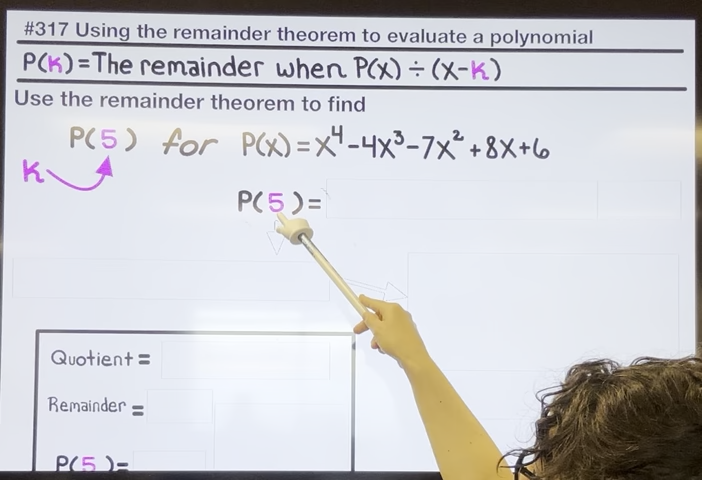 #317 Using the remainder theorem to evaluate a polynomial
P(K)=The remainder when P(x) ÷ (x-K)
Use the remainder theorem to find
P(5) for P(x)=x⁴-4x³-7x²+8x+6
K
P(5)=
Quotient =
Remainder =
P(5)=